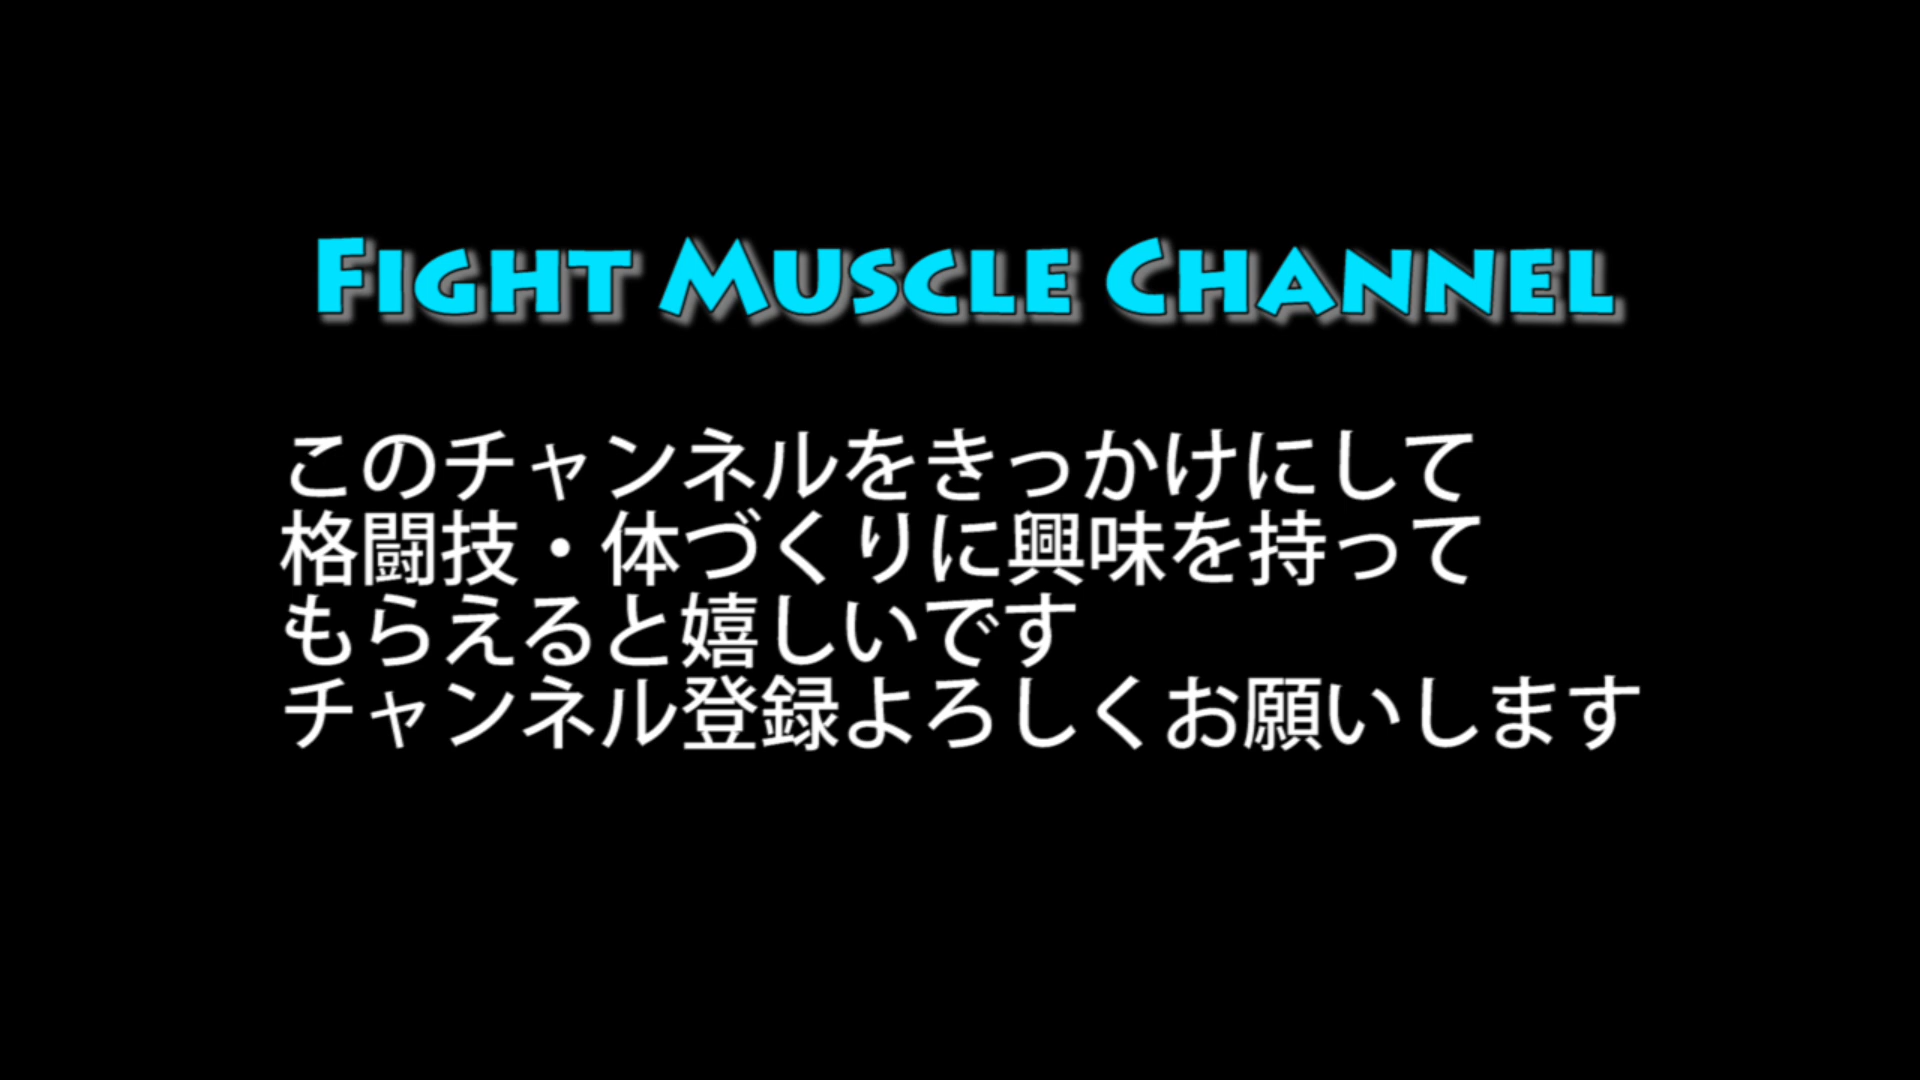 FIGHT MUSCLE CHANNEL
このチャンネルをきっかけにして
格闘技・体づくりに興味を持って
もらえると嬉しいです
チャンネル登録よろしくお願いします